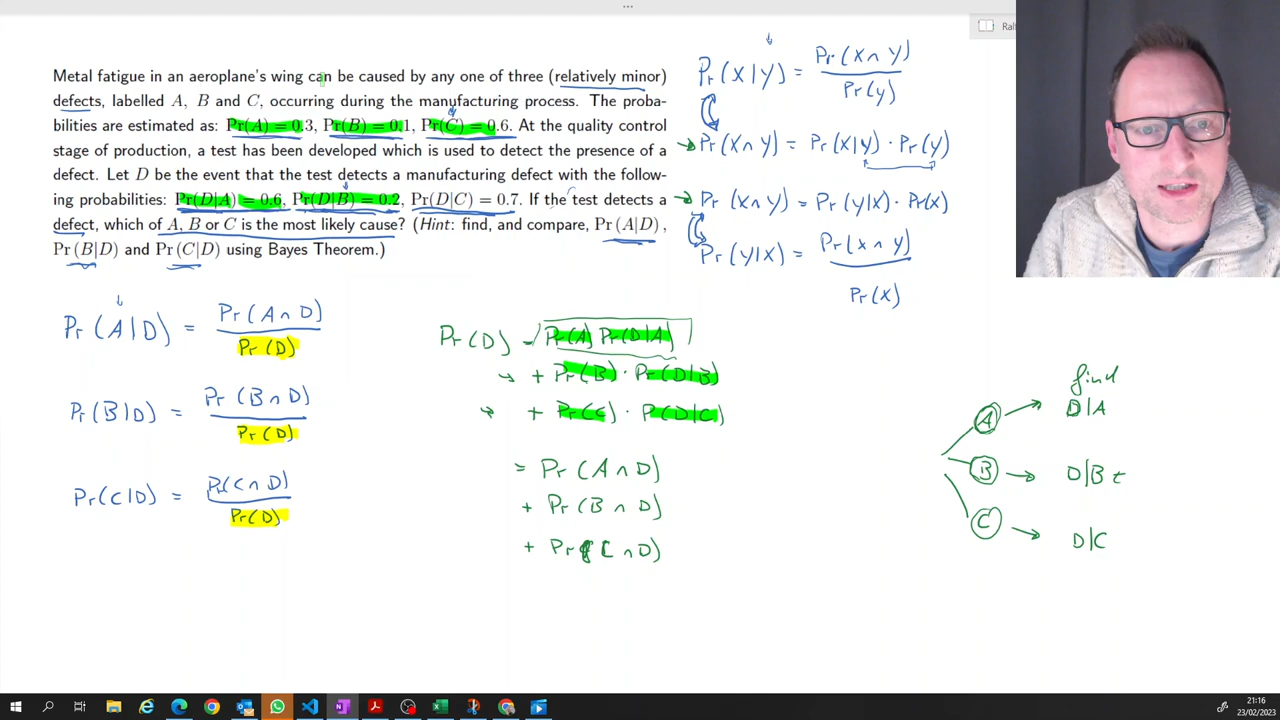 Metal fatigue in an aeroplane's wing can be caused by any one of three (relatively minor)
defects, labelled A, B and C, occurring during the manufacturing process. The proba-
bilities are estimated as: Pr(A) = 0.3, Pr(B) = 0.1, Pr(C) = 0.6. At the quality control
stage of production, a test has been developed which is used to detect the presence of a
defect. Let D be the event that the test detects a manufacturing defect with the follow-
ing probabilities: Pr(D|A) = 0.6, Pr(D|B) = 0.2, Pr(D|C) = 0.7. If the test detects a
defect, which of A, B or C is the most likely cause? (Hint: find, and compare, Pr (A|D) ,
Pr (B|D) and Pr (C|D) using Bayes Theorem.)
Pr (X|Y) = Pr (X∩Y)
Pr(Y)
→ Pr (X∩Y) = Pr(X|Y) · Pr(Y)
→ Pr (X∩Y) = Pr(Y|X) · Pr(X)
Pr(Y|X) = Pr (X∩Y)
Pr(X)
Pr (A|D) = Pr(A∩D)
Pr(D)
Pr(B|D) = Pr (B∩D)
Pr(D)
Pr(C|D) = Pr(C∩D)
Pr(D)
Pr(D) = Pr(A) Pr(D|A)
+ Pr(B) · Pr(D|B)
+ Pr(C) · P(D|C)
= Pr (A∩D)
+ Pr (B∩D)
+ Pr (C∩D)
find
A → D|A
B → D|B
C → D|C
Ral
21:16
23/02/2023